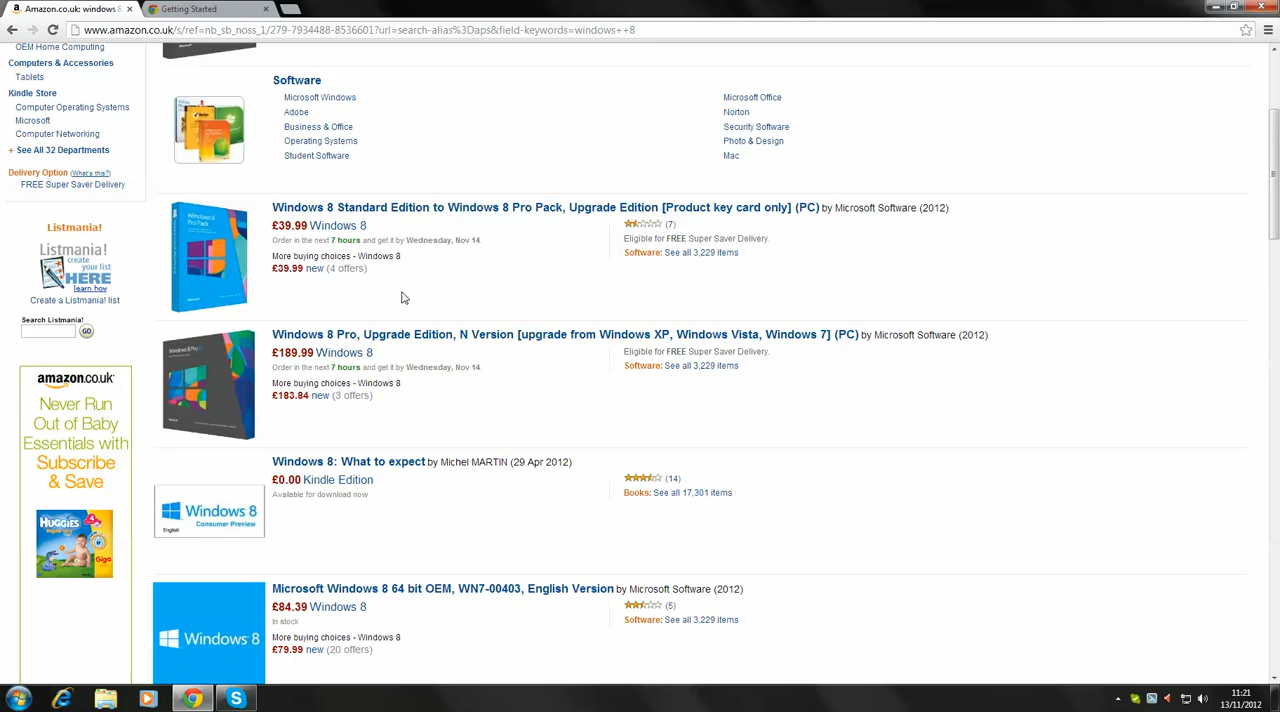 Amazon.co.uk: windows 8
Getting Started
www.amazon.co.uk/s/ref=nb_sb_noss_1/279-7934488-8536601?url=search-alias%3Daps&field-keywords=windows++8
OEM Home Computing
Computers & Accessories
Tablets
Kindle Store
Computer Operating Systems
Microsoft
Computer Networking
+ See All 32 Departments
Delivery Option (What's this?)
FREE Super Saver Delivery
Listmania!
Listmania!
create
your list
HERE
learn how
Create a Listmania! list
Search Listmania!
GO
amazon.co.uk
Never Run
Out of Baby
Essentials with
Subscribe
& Save
HUGGIES
Giga
Software
Microsoft Windows
Adobe
Business & Office
Operating Systems
Student Software
Microsoft Office
Norton
Security Software
Photo & Design
Mac
Windows 8 Standard Edition to Windows 8 Pro Pack, Upgrade Edition [Product key card only] (PC) by Microsoft Software (2012)
£39.99 Windows 8
Order in the next 7 hours and get it by Wednesday, Nov 14.
More buying choices - Windows 8
£39.99 new (4 offers)
(7)
Eligible for FREE Super Saver Delivery.
Software: See all 3,229 items
Windows 8 Pro, Upgrade Edition, N Version [upgrade from Windows XP, Windows Vista, Windows 7] (PC) by Microsoft Software (2012)
£189.99 Windows 8
Order in the next 7 hours and get it by Wednesday, Nov 14.
More buying choices - Windows 8
£183.84 new (3 offers)
Eligible for FREE Super Saver Delivery.
Software: See all 3,229 items
Windows 8: What to expect by Michel MARTIN (29 Apr 2012)
£0.00 Kindle Edition
Available for download now
(14)
Books: See all 17,301 items
Windows 8
Consumer Preview
English
Microsoft Windows 8 64 bit OEM, WN7-00403, English Version by Microsoft Software (2012)
£84.39 Windows 8
In stock
More buying choices - Windows 8
£79.99 new (20 offers)
(5)
Software: See all 3,229 items
Windows 8
11:21
13/11/2012